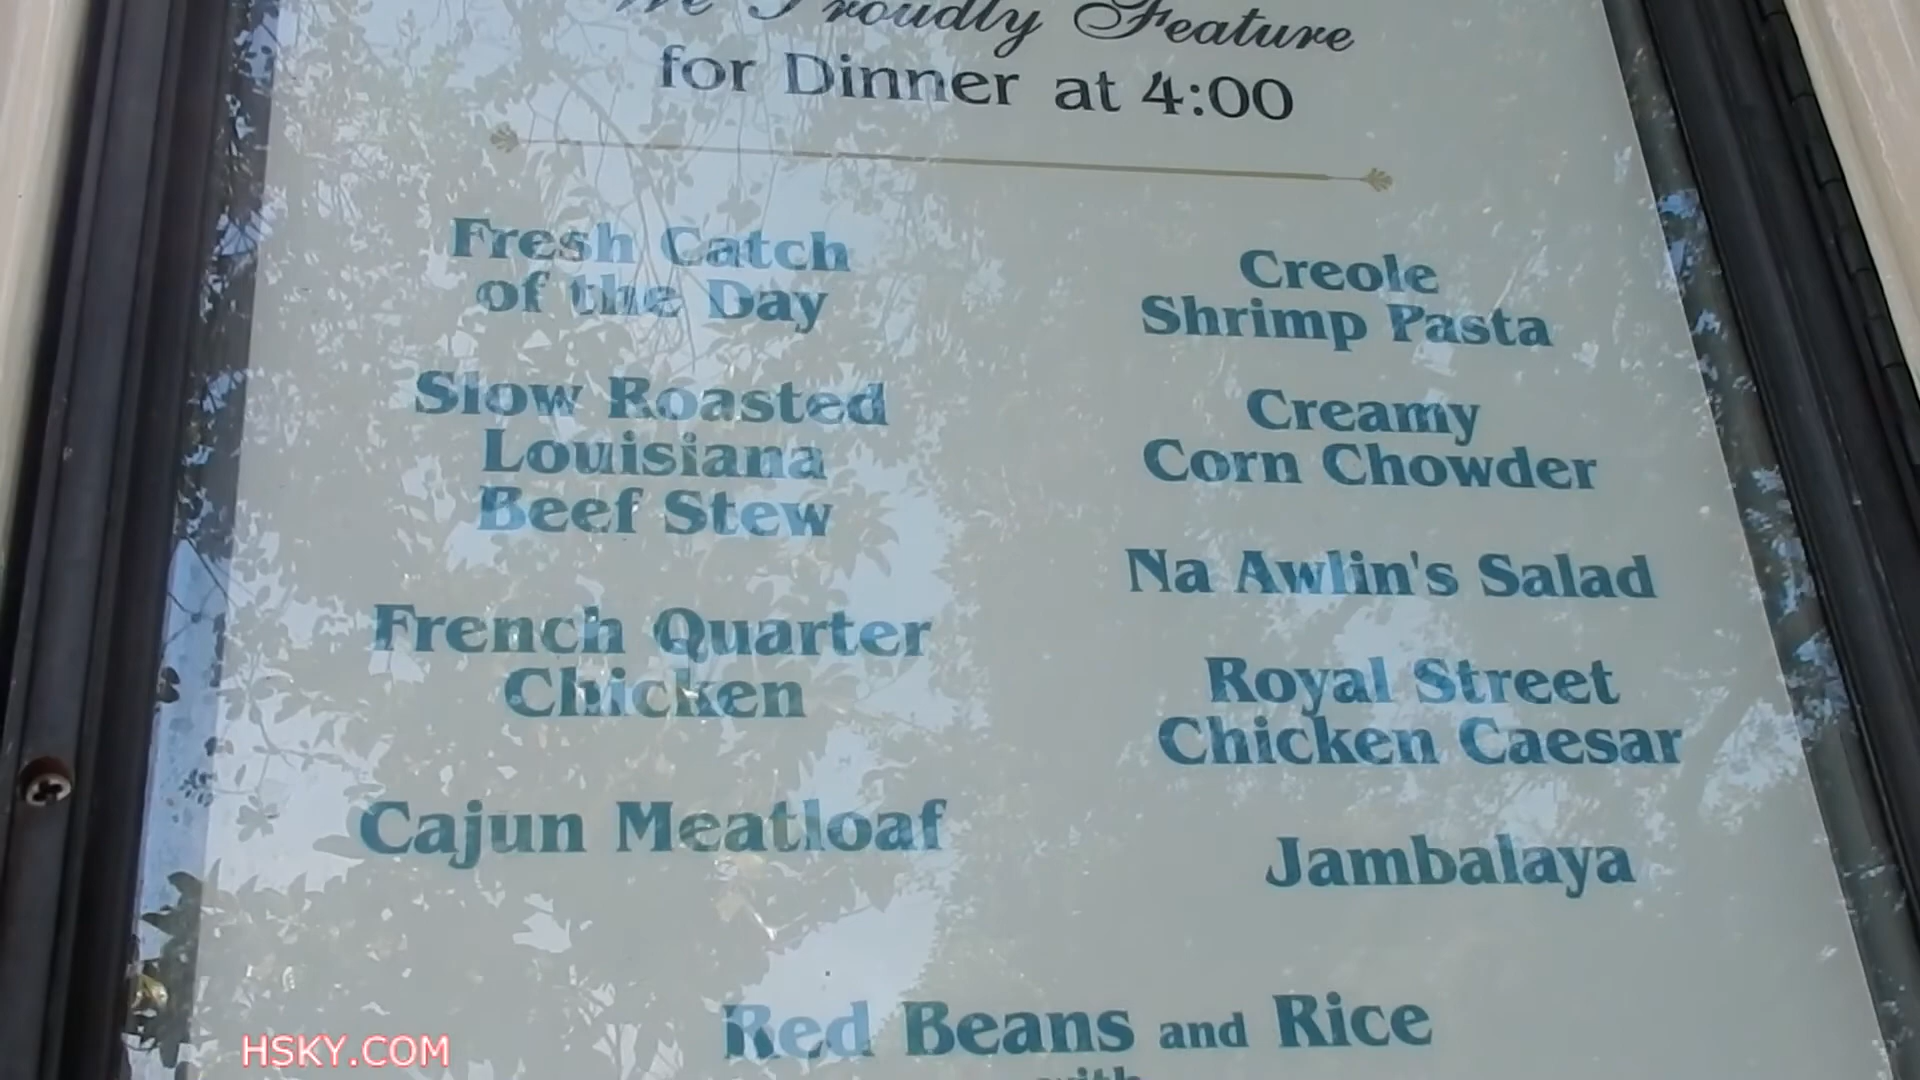 We Proudly Feature
for Dinner at 4:00
Fresh Catch
of the Day
Slow Roasted
Louisiana
Beef Stew
French Quarter
Chicken
Cajun Meatloaf
Creole
Shrimp Pasta
Creamy
Corn Chowder
Na Awlin's Salad
Royal Street
Chicken Caesar
Jambalaya
Red Beans and Rice
with
HSKY.COM